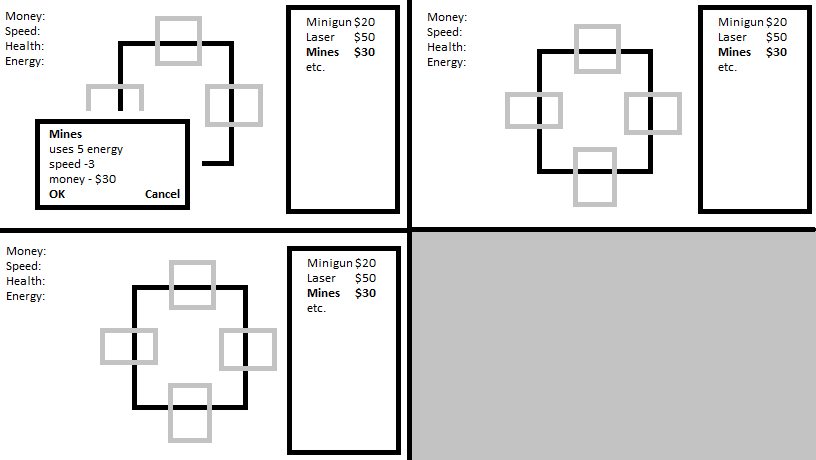 Money:
Speed:
Health:
Energy:
Minigun $20
Laser $50
Mines $30
etc.
Mines
uses 5 energy
speed -3
money - $30
OK Cancel
Money:
Speed:
Health:
Energy:
Minigun $20
Laser $50
Mines $30
etc.
Money:
Speed:
Health:
Energy:
Minigun $20
Laser $50
Mines $30
etc.